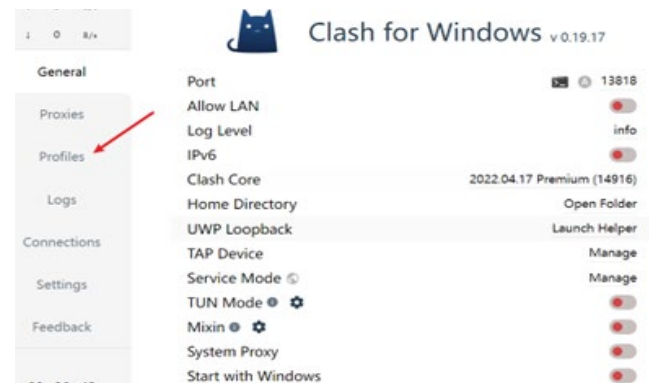 ↓ 0 B/s
General
Proxies
Profiles
Logs
Connections
Settings
Feedback
Clash for Windows v 0.19.17
Port 13818
Allow LAN
Log Level info
IPv6
Clash Core 2022.04.17 Premium (14916)
Home Directory Open Folder
UWP Loopback Launch Helper
TAP Device Manage
Service Mode Manage
TUN Mode
Mixin
System Proxy
Start with Windows